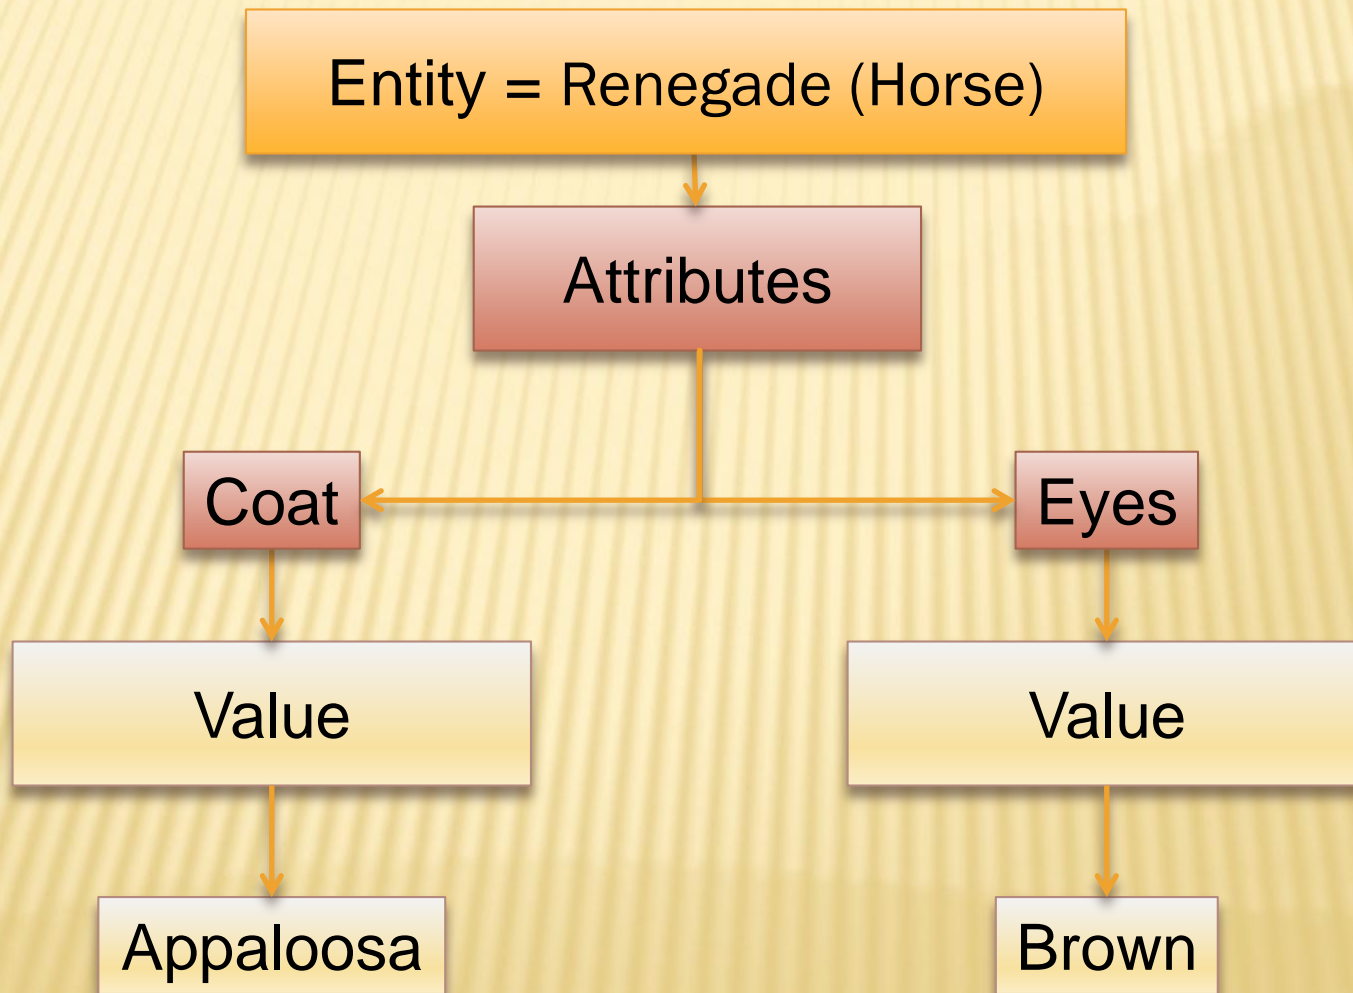 Entity = Renegade (Horse)
Attributes
Coat
Eyes
Value
Value
Appaloosa
Brown